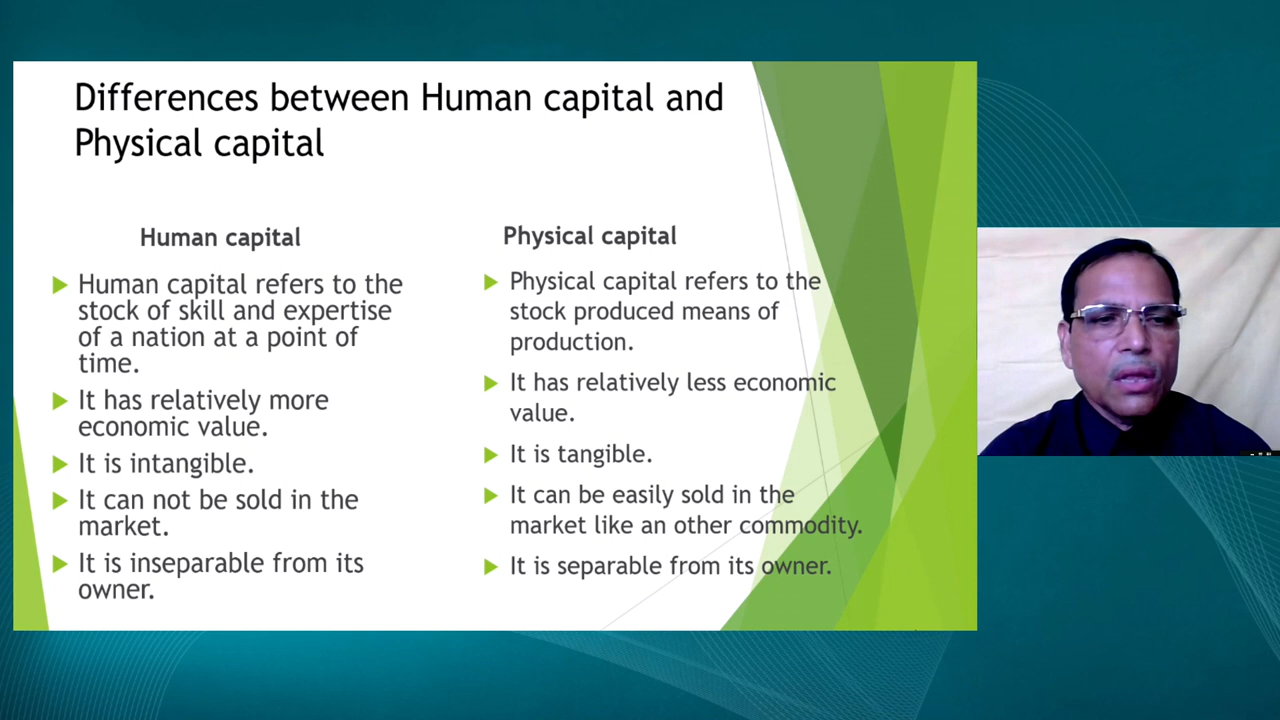 Differences between Human capital and
Physical capital
Human capital
Human capital refers to the
stock of skill and expertise
of a nation at a point of
time.
It has relatively more
economic value.
It is intangible.
It can not be sold in the
market.
It is inseparable from its
owner.
Physical capital
Physical capital refers to the
stock produced means of
production.
It has relatively less economic
value.
It is tangible.
It can be easily sold in the
market like an other commodity.
It is separable from its owner.